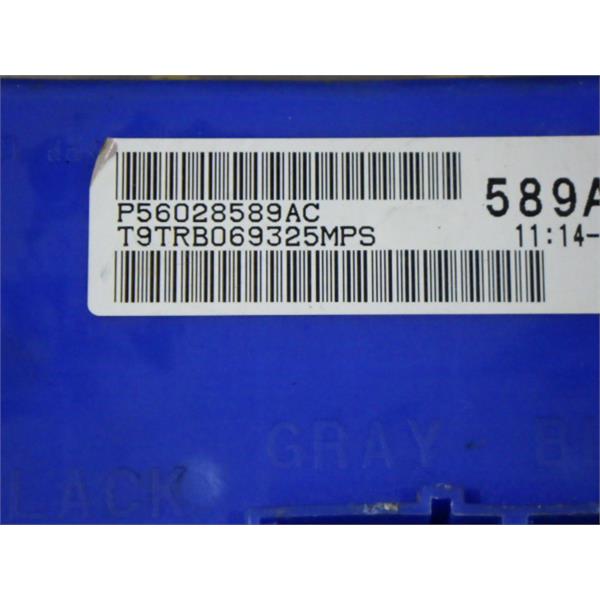 P56028589AC
589A
T9TRB069325MPS
11:14-
GRAY
LACK